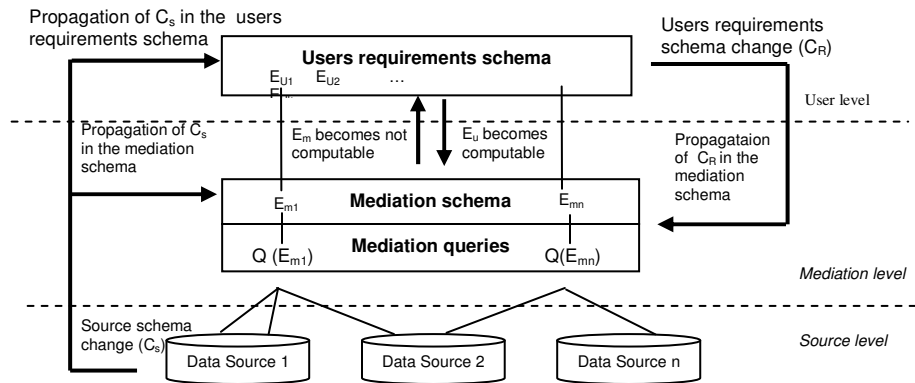 Propagation of Cs in the users
requirements schema
Users requirements schema
EU1 EU2 …
Users requirements
schema change (CR)
User level
Propagation of Cs
in the mediation
schema
Em becomes not
computable
Eu becomes
computable
Propagataion
of CR in the
mediation
schema
Em1 Mediation schema Emn
Mediation queries
Q (Em1) Q(Emn)
Mediation level
Source schema
change (Cs)
Source level
Data Source 1 Data Source 2 Data Source n